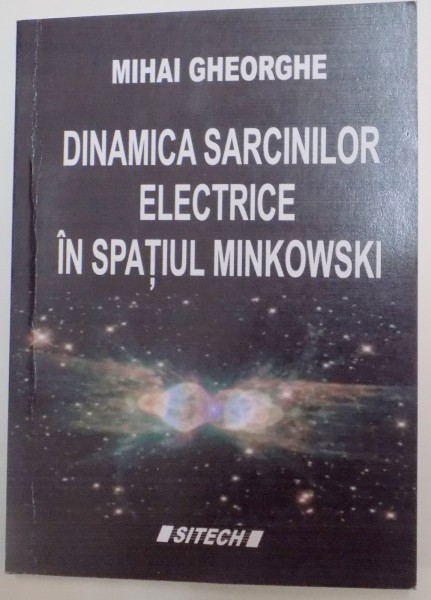 MIHAI GHEORGHE
DINAMICA SARCINILOR
ELECTRICE
ÎN SPAȚIUL MINKOWSKI
SITECH